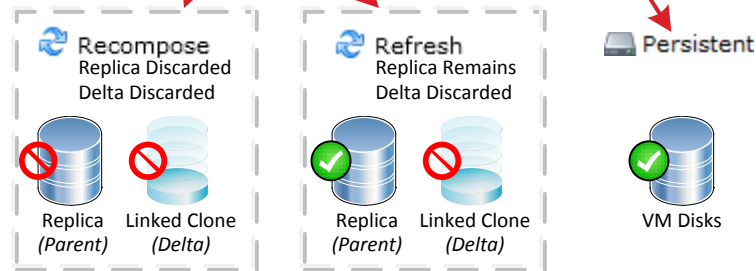 Recompose
Replica Discarded
Delta Discarded
Replica
(Parent)
Linked Clone
(Delta)
Refresh
Replica Remains
Delta Discarded
Replica
(Parent)
Linked Clone
(Delta)
Persistent
VM Disks